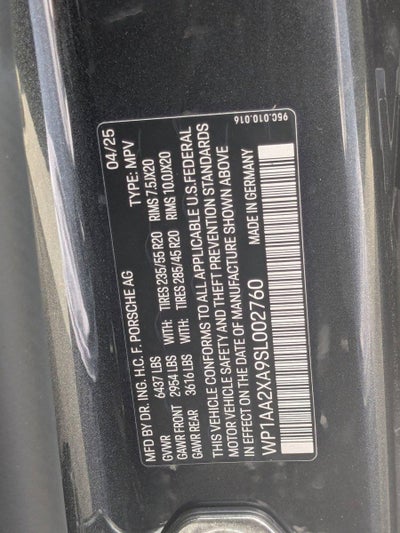 95C.010.016
MFD BY DR. ING. H.C. F. PORSCHE AG 04/25
TYPE: MPV
GVWR 6437 LBS
GAWR FRONT 2954 LBS WITH: TIRES 235/55 R20 RIMS 7.5JX20
GAWR REAR 3616 LBS WITH: TIRES 285/45 R20 RIMS 10.0JX20
THIS VEHICLE CONFORMS TO ALL APPLICABLE U.S.FEDERAL
MOTOR VEHICLE SAFETY AND THEFT PREVENTION STANDARDS
IN EFFECT ON THE DATE OF MANUFACTURE SHOWN ABOVE
WP1AA2XA9SL002760 MADE IN GERMANY